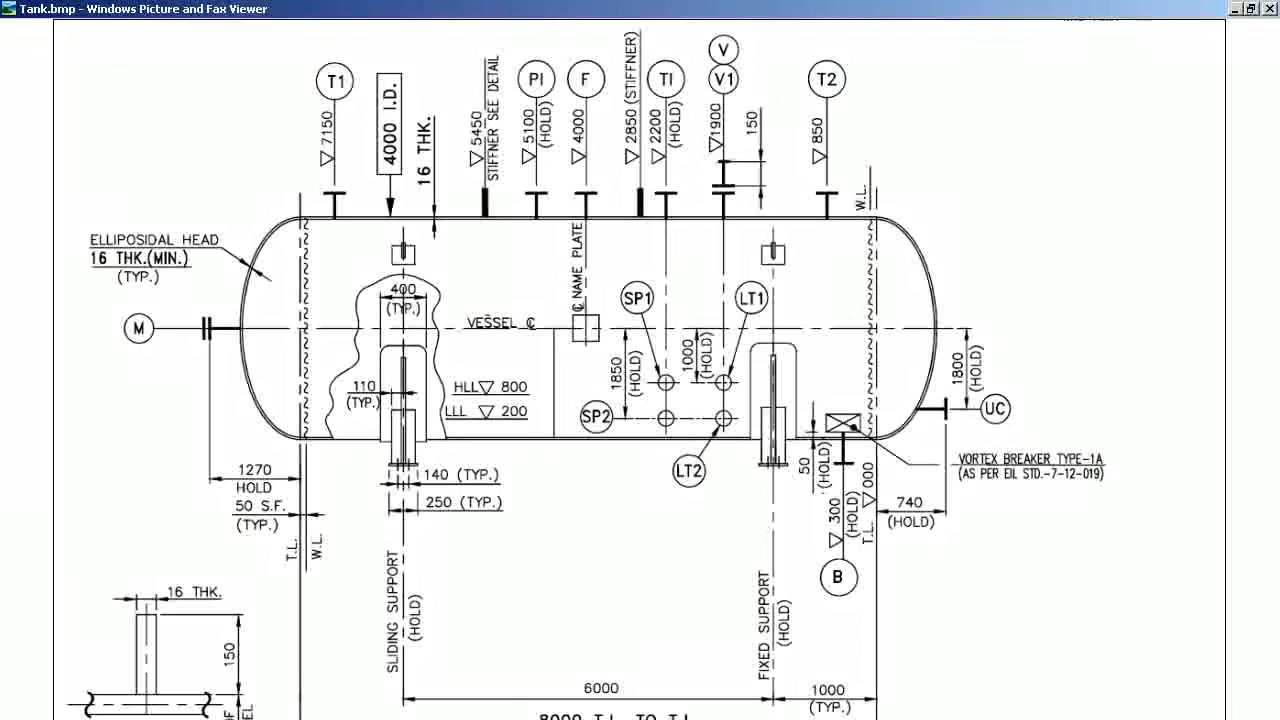 Tank.bmp - Windows Picture and Fax Viewer
T1
4000 I.D.
16 THK.
▽ 7150
▽ 5450
STIFFNER SEE DETAIL
PI
▽ 5100
(HOLD)
F
▽ 4000
▽ 2850 (STIFFNER)
TI
▽ 2200
(HOLD)
V
V1
▽1900
150
T2
▽ 850
W.L.
ELLIPOSIDAL HEAD
16 THK.(MIN.)
(TYP.)
M
400
(TYP.)
VESSEL ℄
℄ NAME PLATE
SP1
LT1
1850
(HOLD)
1000
(HOLD)
1800
(HOLD)
110
(TYP.)
HLL▽ 800
LLL ▽ 200
SP2
LT2
UC
VORTEX BREAKER TYPE-1A
(AS PER EIL STD.-7-12-019)
50
(HOLD)
1270
HOLD
50 S.F.
(TYP.)
140 (TYP.)
250 (TYP.)
▽ 300
(HOLD)
T.L. ▽ 000
740
(HOLD)
T.L.
W.L.
B
SLIDING SUPPORT
(HOLD)
FIXED SUPPORT
(HOLD)
16 THK.
150
6000
1000
(TYP.)
8000 T.L. TO T.L.